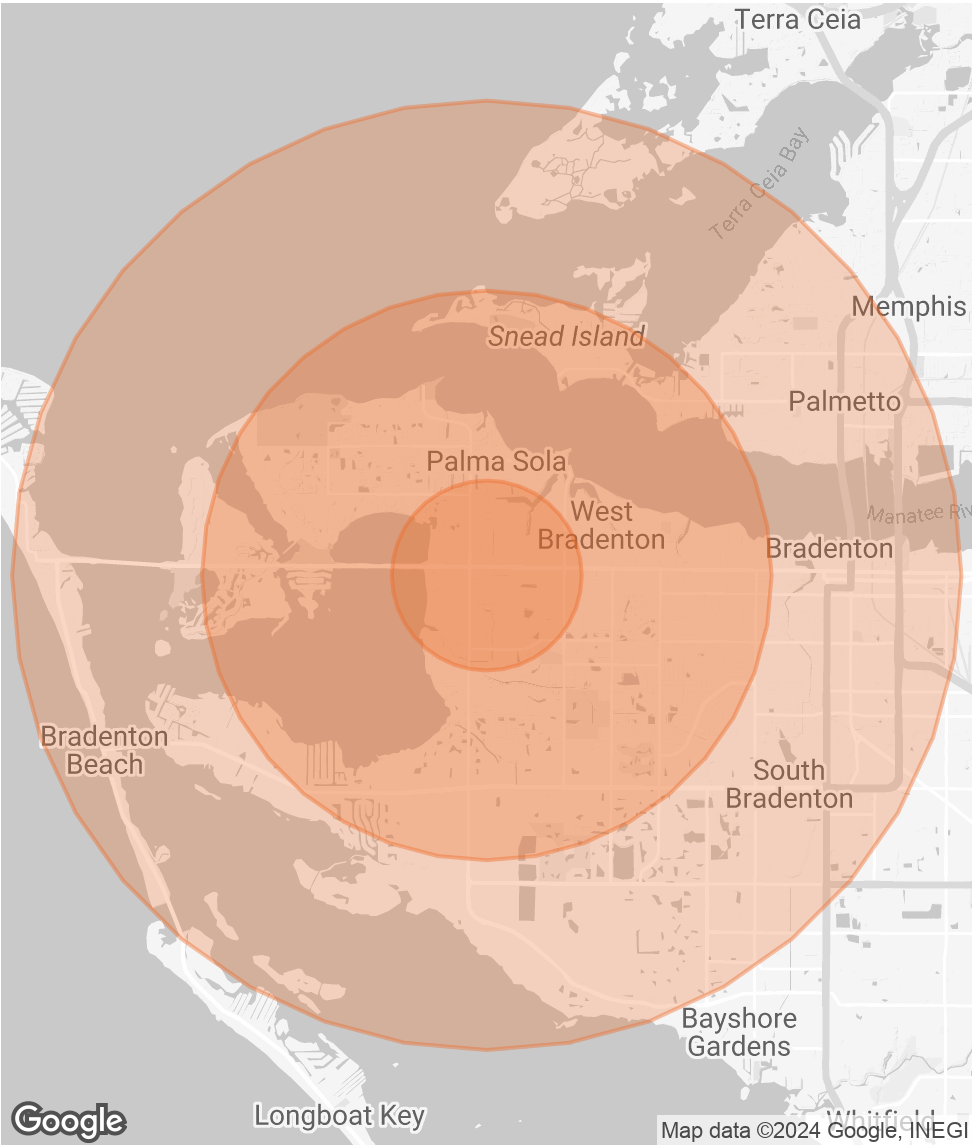 Terra Ceia
Terra Ceia Bay
Memphis
Snead Island
Palmetto
Palma Sola
West
Bradenton
Manatee Riv
Bradenton
Bradenton
Beach
South
Bradenton
Bayshore
Gardens
Longboat Key
Whitfield
Google
Map data ©2024 Google, INEGI